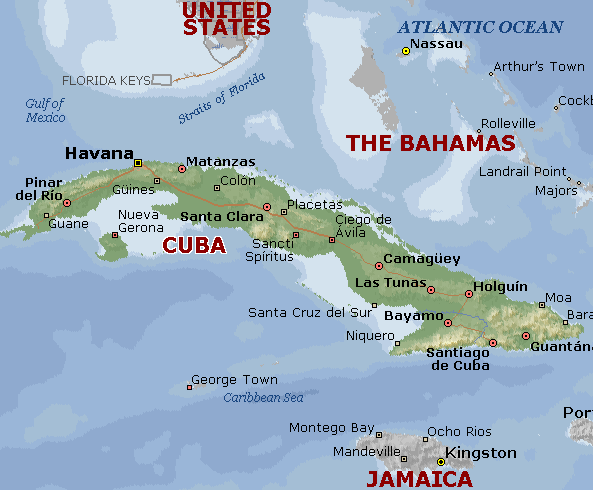 UNITED
STATES
ATLANTIC OCEAN
Nassau
Arthur's Town
FLORIDA KEYS
Gulf of
Mexico
Straits of Florida
Rolleville
THE BAHAMAS
Havana
Matanzas
Landrail Point
Majors
Pinar
del Río
Güines
Colón
Guane
Nueva
Gerona
Santa Clara
Placetas
Ciego de
Ávila
CUBA
Sancti
Spíritus
Camagüey
Las Tunas
Holguín
Moa
Santa Cruz del Sur
Bayamo
Bara
Niquero
Santiago
de Cuba
Guantána
George Town
Caribbean Sea
Montego Bay
Ocho Rios
Mandeville
Kingston
JAMAICA
Cockb
Port